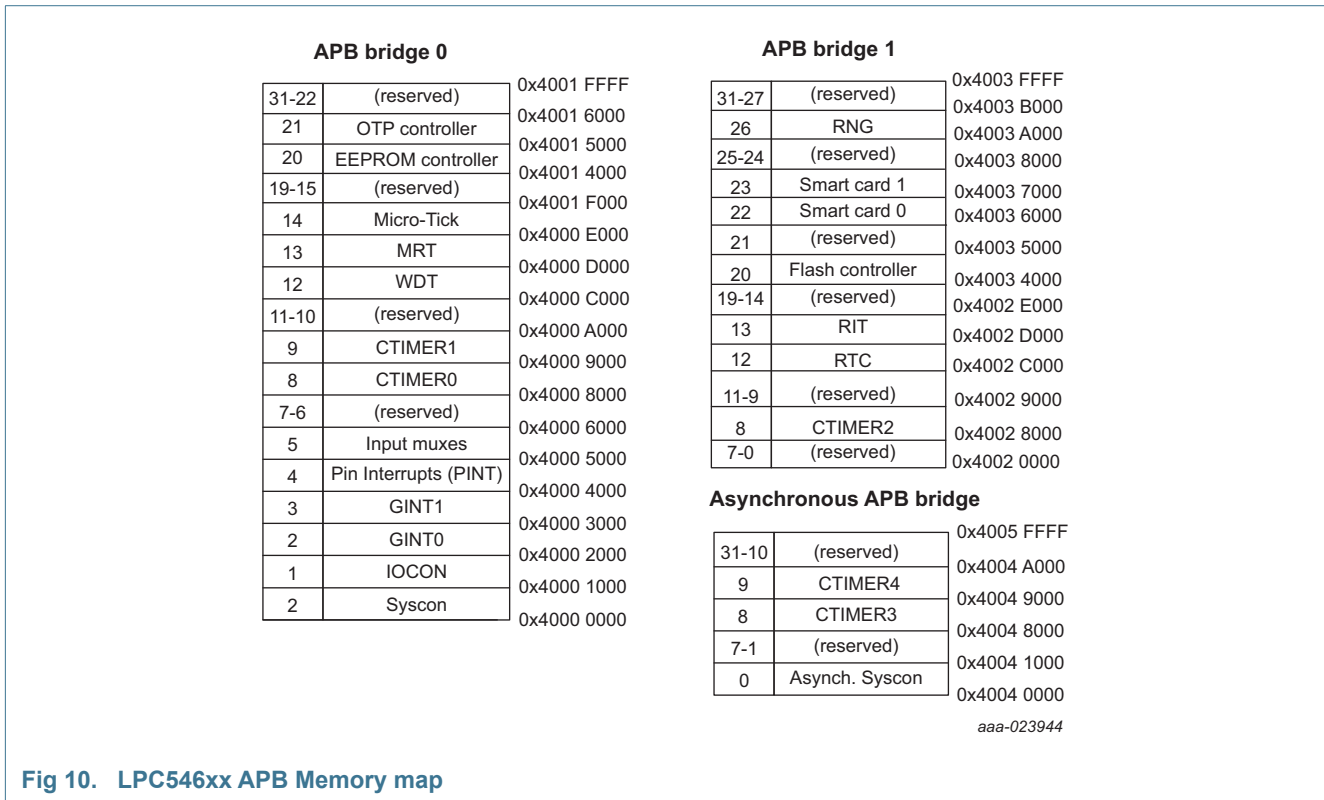 APB bridge 0
0x4001 FFFF
31-22 (reserved)
0x4001 6000
21 OTP controller
0x4001 5000
20 EEPROM controller
0x4001 4000
19-15 (reserved)
0x4001 F000
14 Micro-Tick
0x4000 E000
13 MRT
0x4000 D000
12 WDT
0x4000 C000
11-10 (reserved)
0x4000 A000
9 CTIMER1
0x4000 9000
8 CTIMER0
0x4000 8000
7-6 (reserved)
0x4000 6000
5 Input muxes
0x4000 5000
4 Pin Interrupts (PINT)
0x4000 4000
3 GINT1
0x4000 3000
2 GINT0
0x4000 2000
1 IOCON
0x4000 1000
2 Syscon
0x4000 0000
APB bridge 1
0x4003 FFFF
31-27 (reserved)
0x4003 B000
26 RNG
0x4003 A000
25-24 (reserved)
0x4003 8000
23 Smart card 1
0x4003 7000
22 Smart card 0
0x4003 6000
21 (reserved)
0x4003 5000
20 Flash controller
0x4003 4000
19-14 (reserved)
0x4002 E000
13 RIT
0x4002 D000
12 RTC
0x4002 C000
11-9 (reserved)
0x4002 9000
8 CTIMER2
0x4002 8000
7-0 (reserved)
0x4002 0000
Asynchronous APB bridge
0x4005 FFFF
31-10 (reserved)
0x4004 A000
9 CTIMER4
0x4004 9000
8 CTIMER3
0x4004 8000
7-1 (reserved)
0x4004 1000
0 Asynch. Syscon
0x4004 0000
aaa-023944
Fig 10. LPC546xx APB Memory map